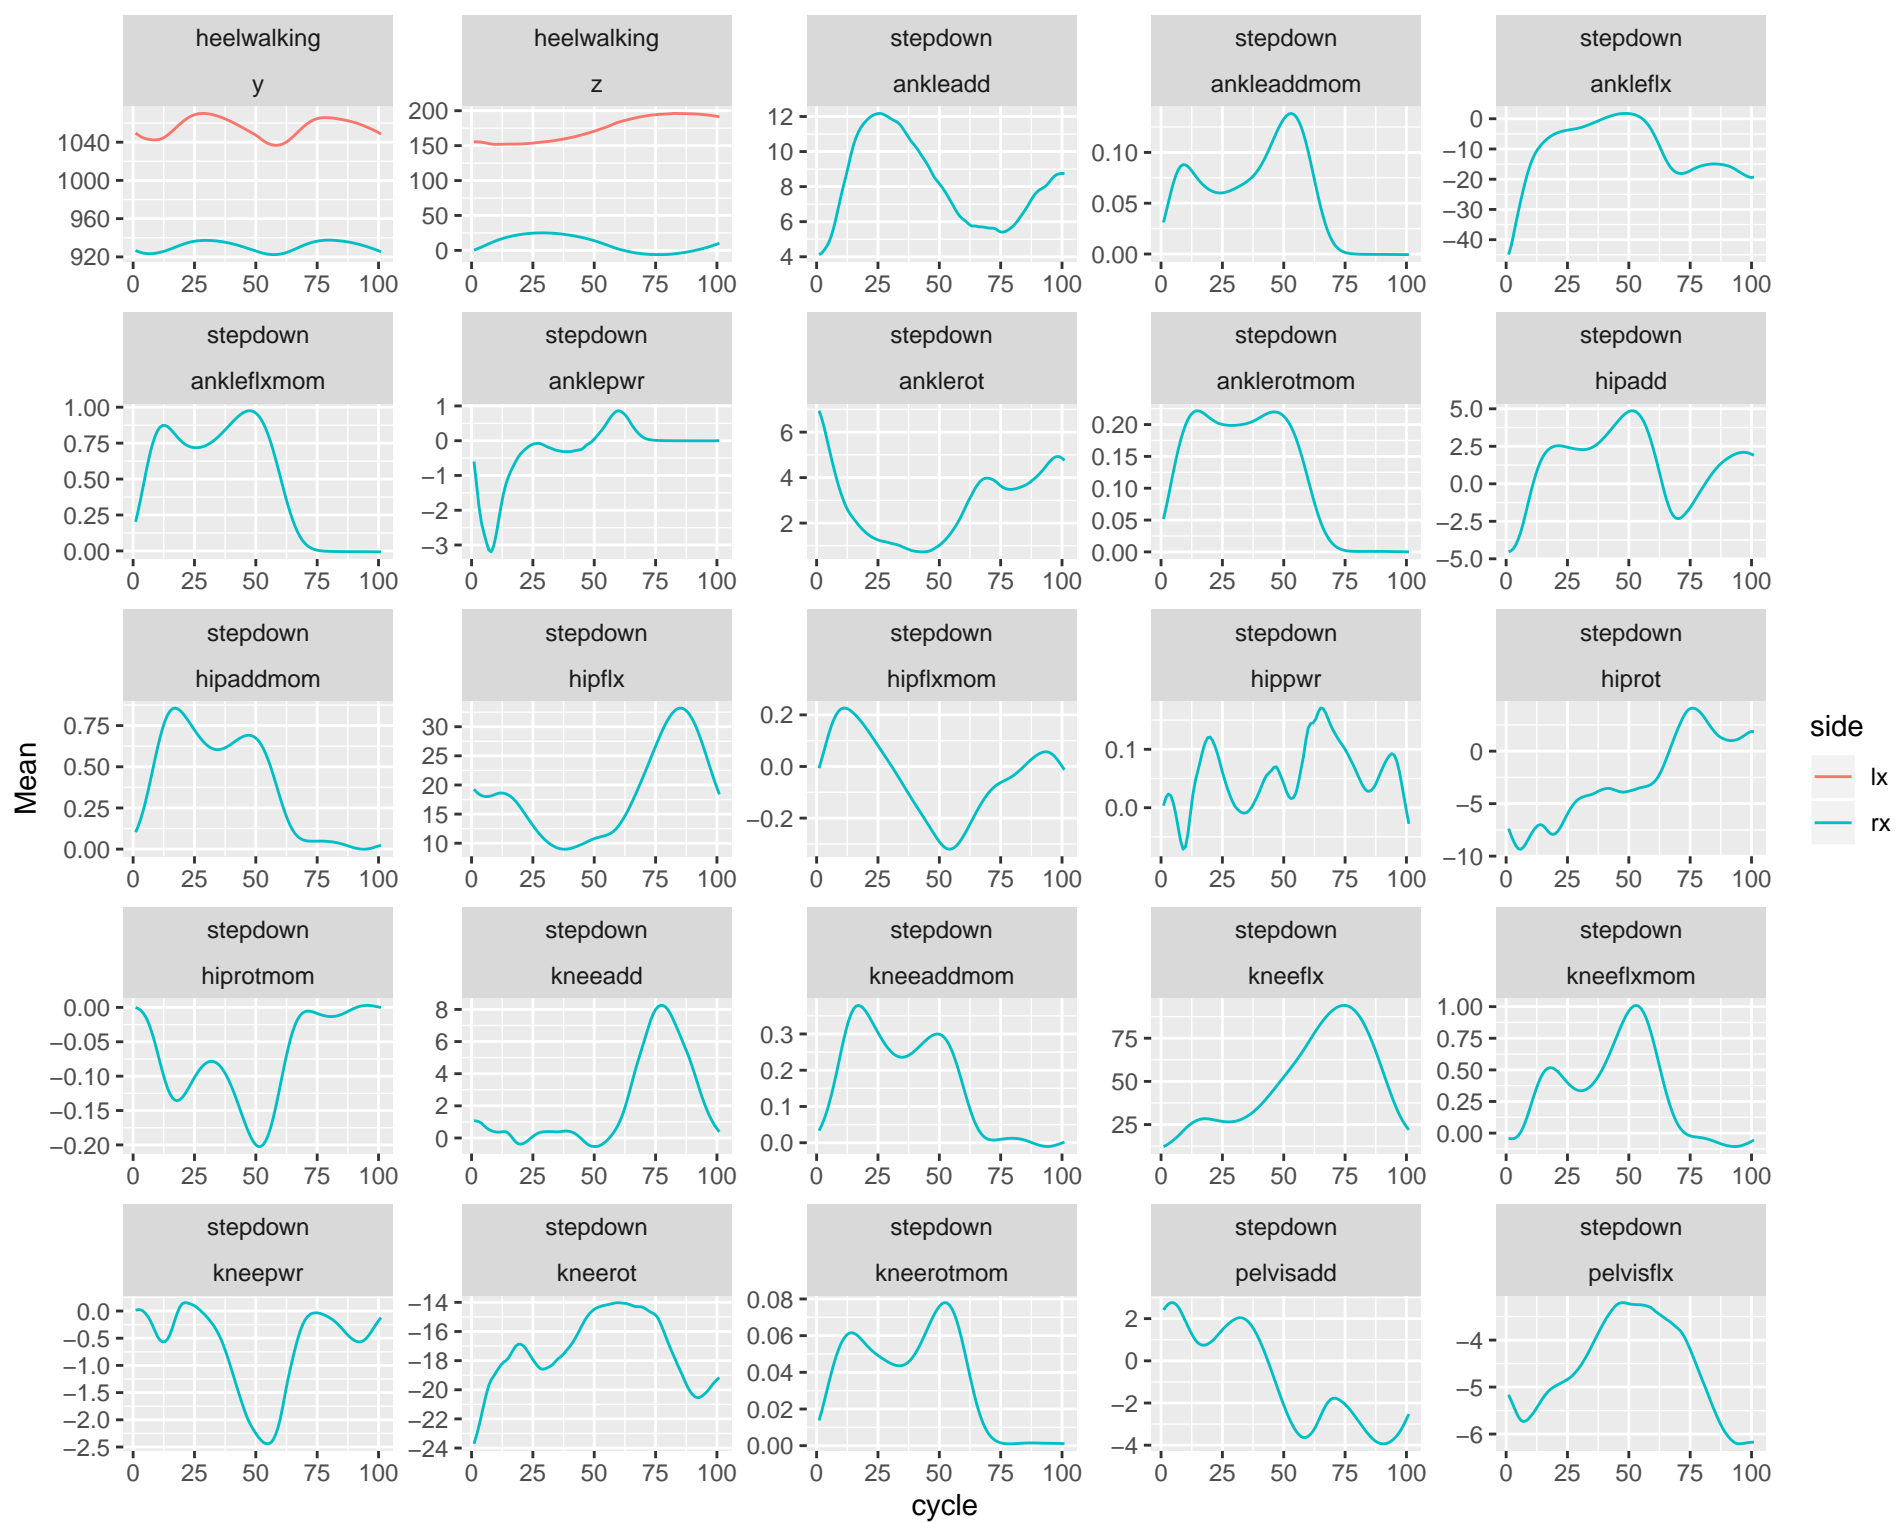 heelwalking heelwalking stepdown stepdown stepdown
y z ankleadd ankleaddmom ankleflx
1040 1000 960 920
200 150 100 50 0
12 10 8 6 4
0.10 0.05 0.00
0 −10 −20 −30 −40
0 25 50 75 100 0 25 50 75 100 0 25 50 75 100 0 25 50 75 100 0 25 50 75 100
stepdown stepdown stepdown stepdown stepdown
ankleflxmom anklepwr anklerot anklerotmom hipadd
1.00 0.75 0.50 0.25 0.00
1 0 −1 −2 −3
6 4 2
0.20 0.15 0.10 0.05 0.00
5.0 2.5 0.0 −2.5 −5.0
0 25 50 75 100 0 25 50 75 100 0 25 50 75 100 0 25 50 75 100 0 25 50 75 100
stepdown stepdown stepdown stepdown stepdown
hipaddmom hipflx hipflxmom hippwr hiprot
0.75 0.50 0.25 0.00
30 25 20 15 10
0.2 0.0 −0.2
0.1 0.0
0 −5 −10
0 25 50 75 100 0 25 50 75 100 0 25 50 75 100 0 25 50 75 100 0 25 50 75 100
stepdown stepdown stepdown stepdown stepdown
hiprotmom kneeadd kneeaddmom kneeflx kneeflxmom
0.00 −0.05 −0.10 −0.15 −0.20
8 6 4 2 0
0.3 0.2 0.1 0.0
75 50 25
1.00 0.75 0.50 0.25 0.00
0 25 50 75 100 0 25 50 75 100 0 25 50 75 100 0 25 50 75 100 0 25 50 75 100
stepdown stepdown stepdown stepdown stepdown
kneepwr kneerot kneerotmom pelvisadd pelvisflx
0.0 −0.5 −1.0 −1.5 −2.0 −2.5
−14 −16 −18 −20 −22 −24
0.08 0.06 0.04 0.02 0.00
2 0 −2 −4
−4 −5 −6
0 25 50 75 100 0 25 50 75 100 0 25 50 75 100 0 25 50 75 100 0 25 50 75 100
cycle
Mean
side
lx
rx